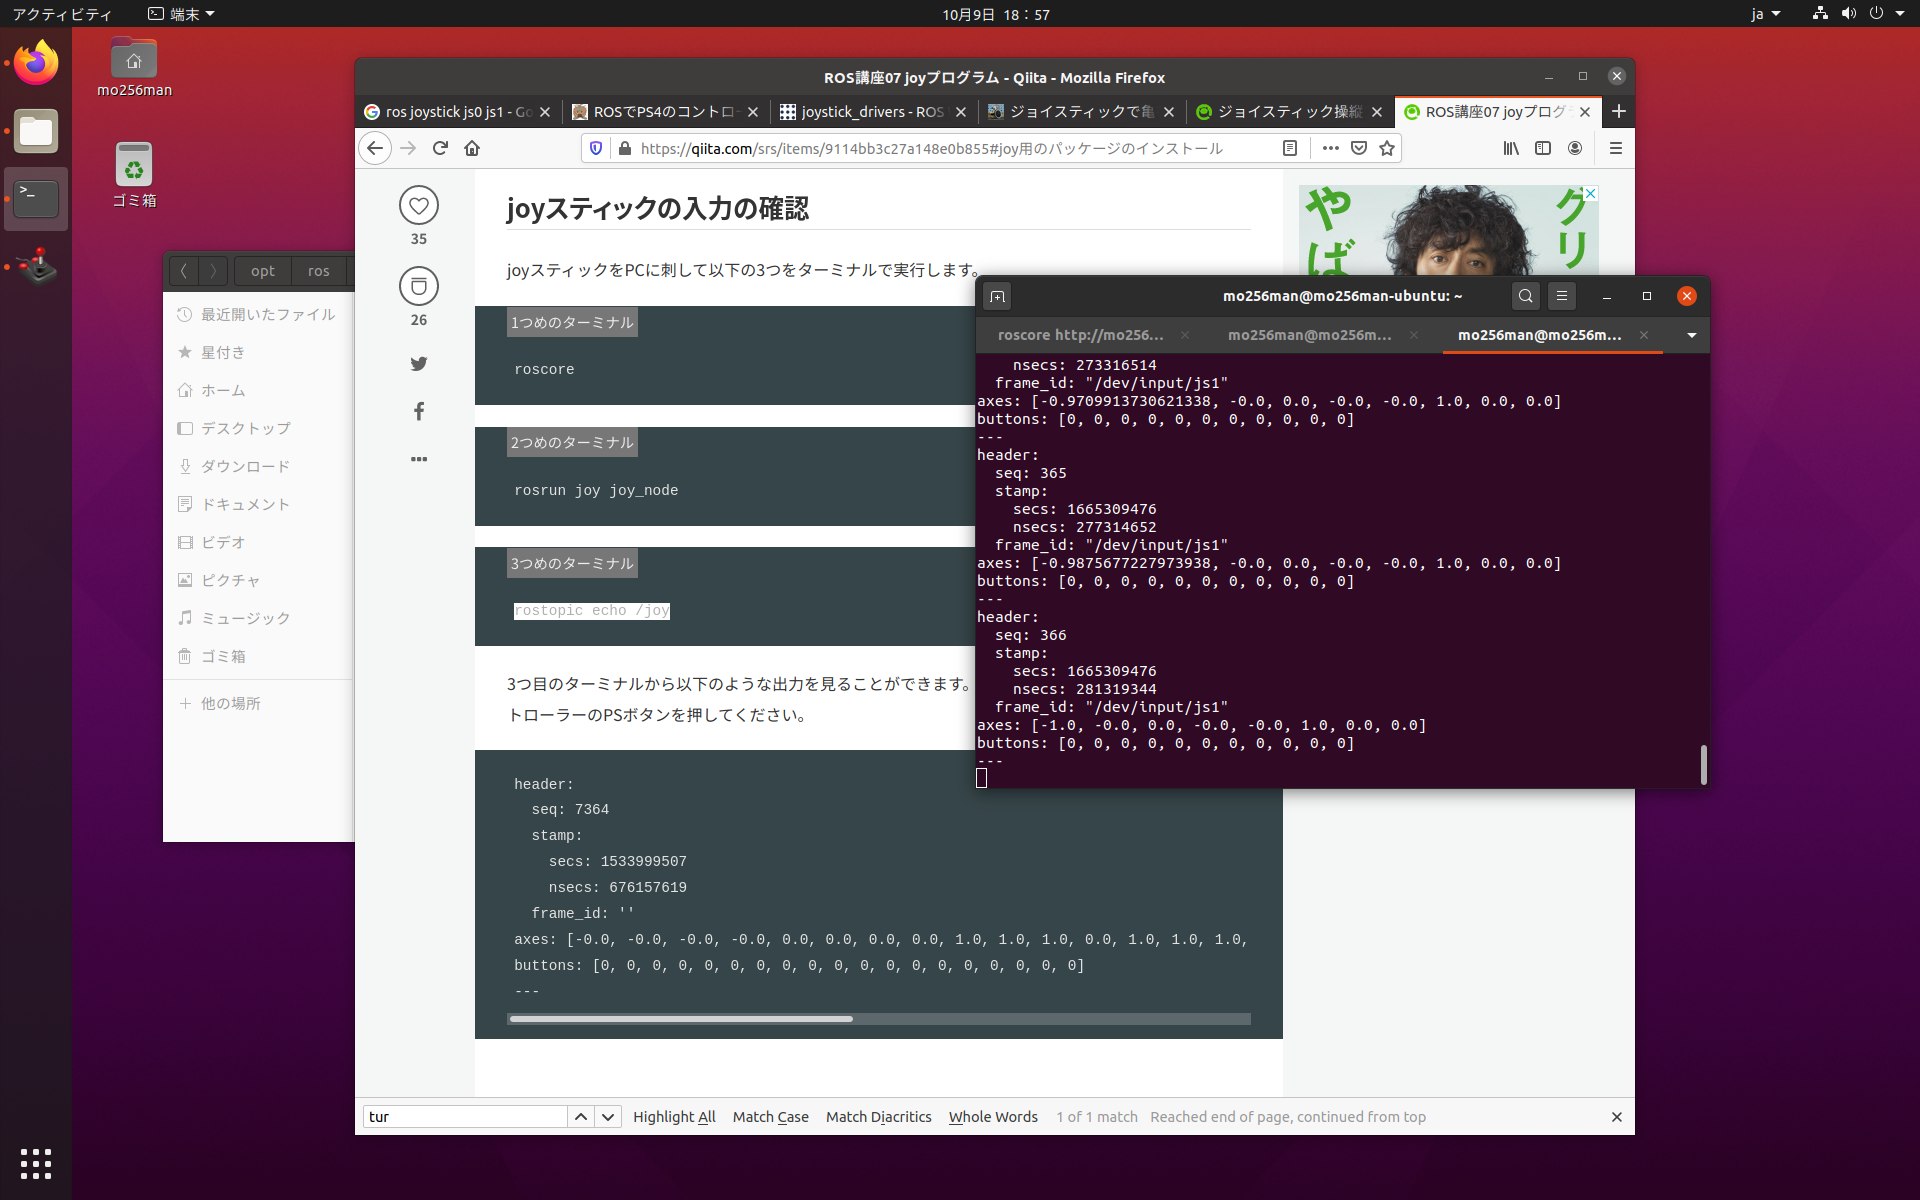 アクティビティ
端末
10月9日 18：57
ja
mo256man
ゴミ箱
opt
ros
最近開いたファイル
星付き
ホーム
デスクトップ
ダウンロード
ドキュメント
ビデオ
ピクチャ
ミュージック
ゴミ箱
他の場所
ROS講座07 joyプログラム - Qiita - Mozilla Firefox
ros joystick js0 js1 - Go
ROSでPS4のコントロー
joystick_drivers - ROS
ジョイスティックで亀
ジョイスティック操縦
ROS講座07 joyプログラ
https://qiita.com/srs/items/9114bb3c27a148e0b855#joy用のパッケージのインストール
35
26
joyスティックの入力の確認
joyスティックをPCに刺して以下の3つをターミナルで実行します。
1つめのターミナル
roscore
2つめのターミナル
rosrun joy joy_node
3つめのターミナル
rostopic echo /joy
3つ目のターミナルから以下のような出力を見ることができます。
トローラーのPSボタンを押してください。
header:
seq: 7364
stamp:
secs: 1533999507
nsecs: 676157619
frame_id: ''
axes: [-0.0, -0.0, -0.0, -0.0, 0.0, 0.0, 0.0, 0.0, 1.0, 1.0, 1.0, 0.0, 1.0, 1.0, 1.0,
buttons: [0, 0, 0, 0, 0, 0, 0, 0, 0, 0, 0, 0, 0, 0, 0, 0, 0, 0, 0]
---
やば
グリ
mo256man@mo256man-ubuntu: ~
roscore http://mo256...
mo256man@mo256m...
mo256man@mo256m...
nsecs: 273316514
frame_id: "/dev/input/js1"
axes: [-0.9709913730621338, -0.0, 0.0, -0.0, -0.0, 1.0, 0.0, 0.0]
buttons: [0, 0, 0, 0, 0, 0, 0, 0, 0, 0, 0]
---
header:
seq: 365
stamp:
secs: 1665309476
nsecs: 277314652
frame_id: "/dev/input/js1"
axes: [-0.9875677227973938, -0.0, 0.0, -0.0, -0.0, 1.0, 0.0, 0.0]
buttons: [0, 0, 0, 0, 0, 0, 0, 0, 0, 0, 0]
---
header:
seq: 366
stamp:
secs: 1665309476
nsecs: 281319344
frame_id: "/dev/input/js1"
axes: [-1.0, -0.0, 0.0, -0.0, -0.0, 1.0, 0.0, 0.0]
buttons: [0, 0, 0, 0, 0, 0, 0, 0, 0, 0, 0]
---
tur
Highlight All
Match Case
Match Diacritics
Whole Words
1 of 1 match
Reached end of page, continued from top